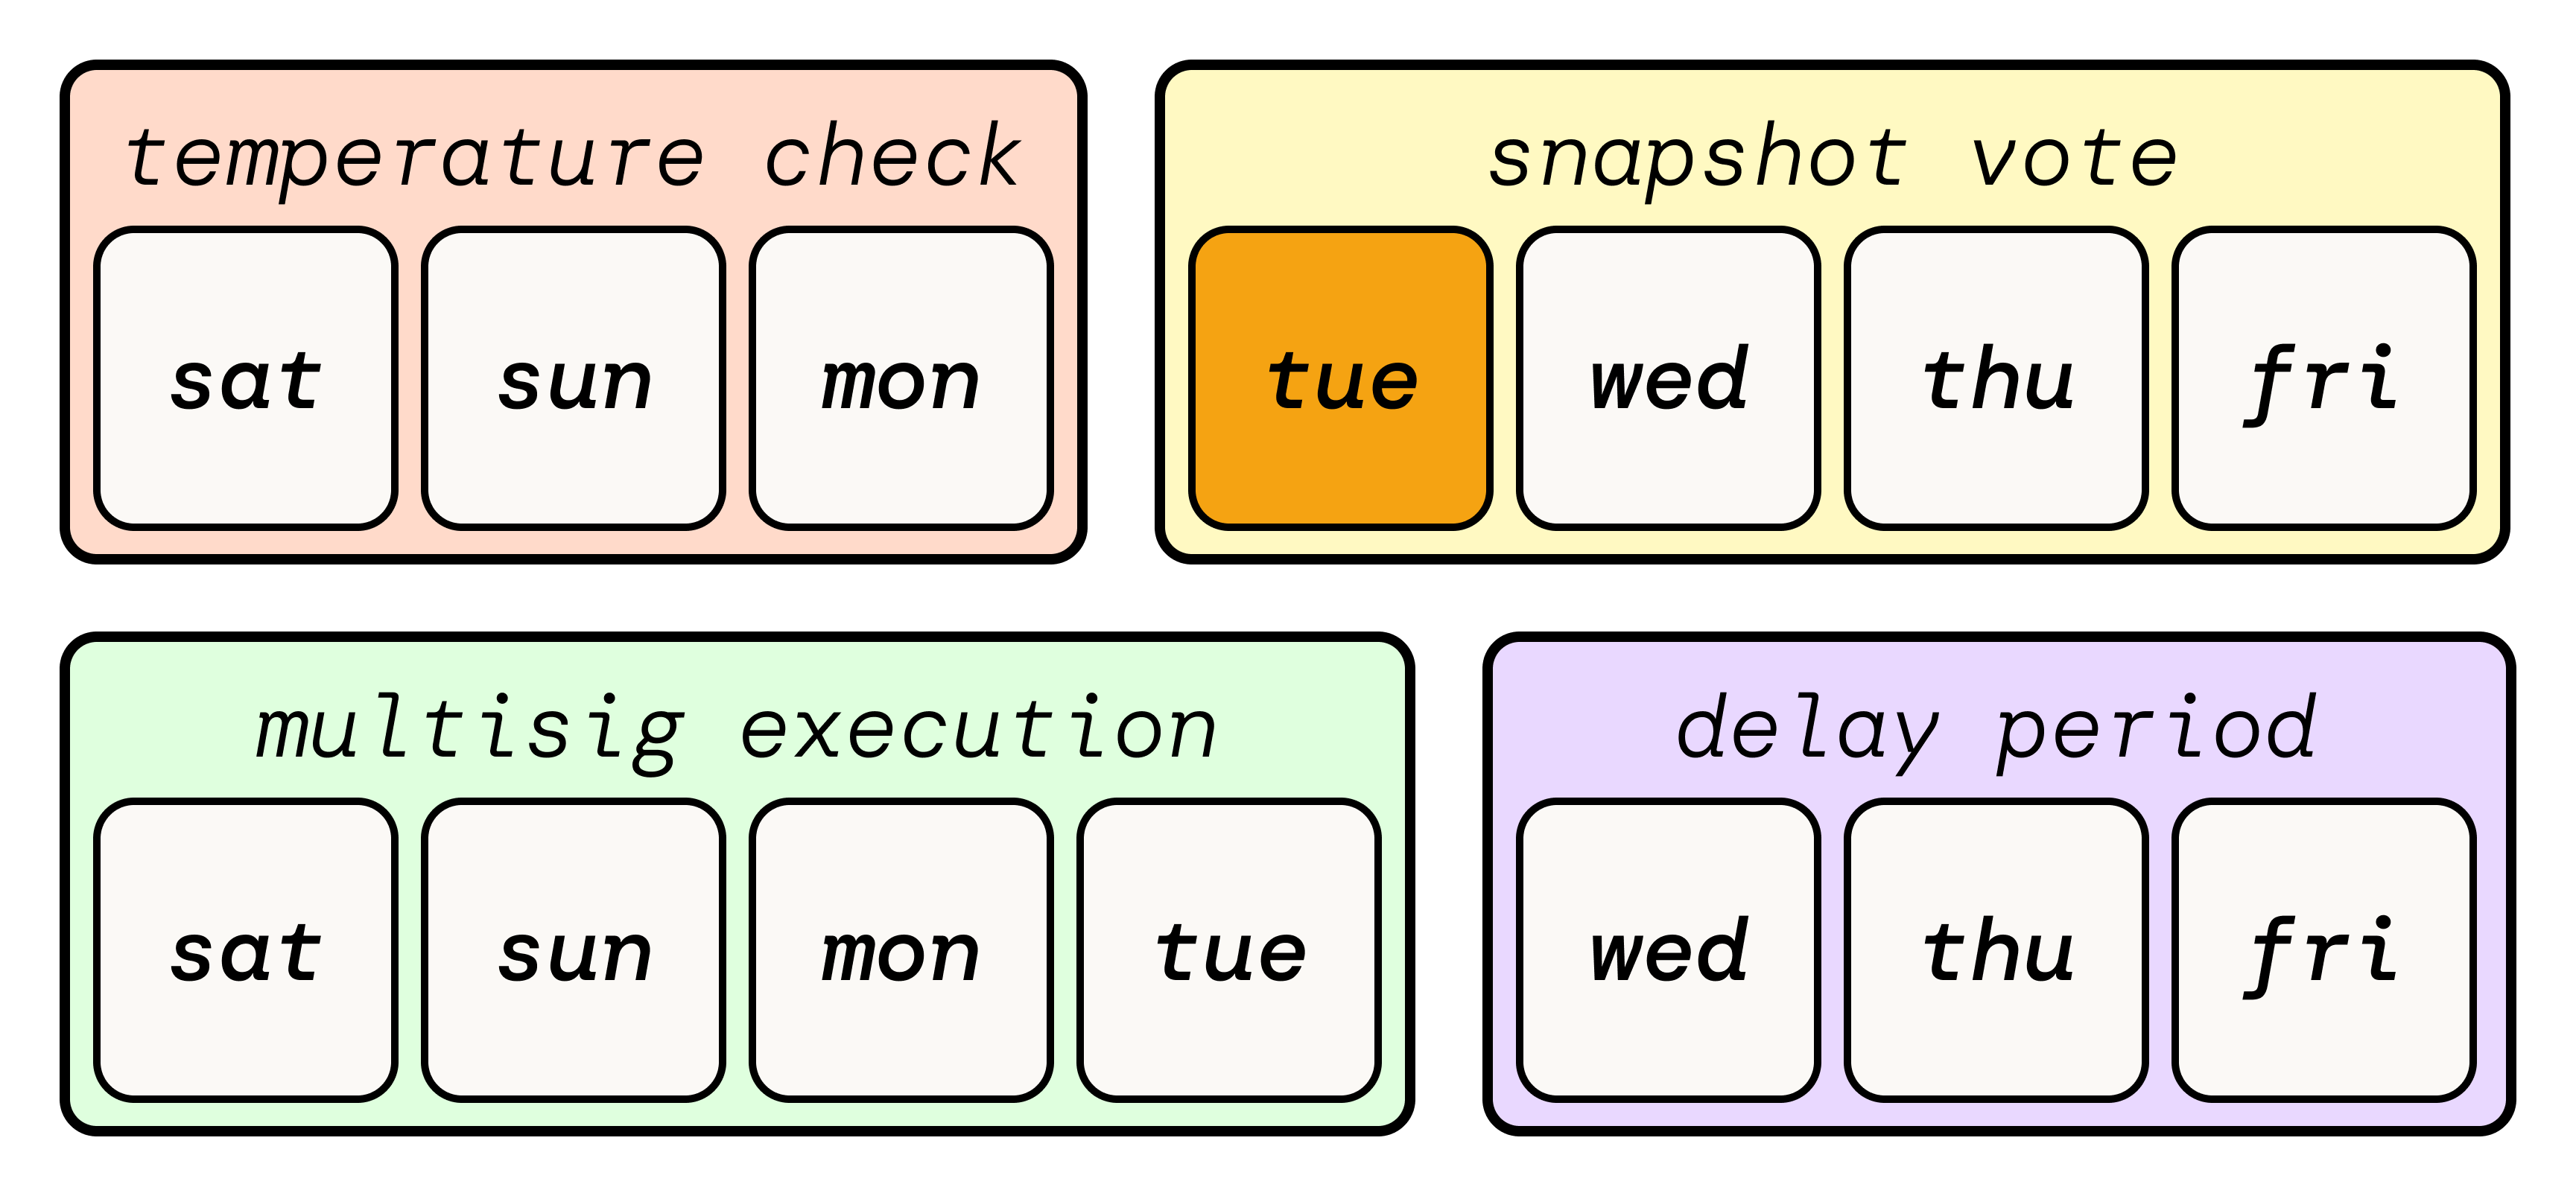 temperature check
sat sun mon
snapshot vote
tue wed thu fri
multisig execution
sat sun mon tue
delay period
wed thu fri